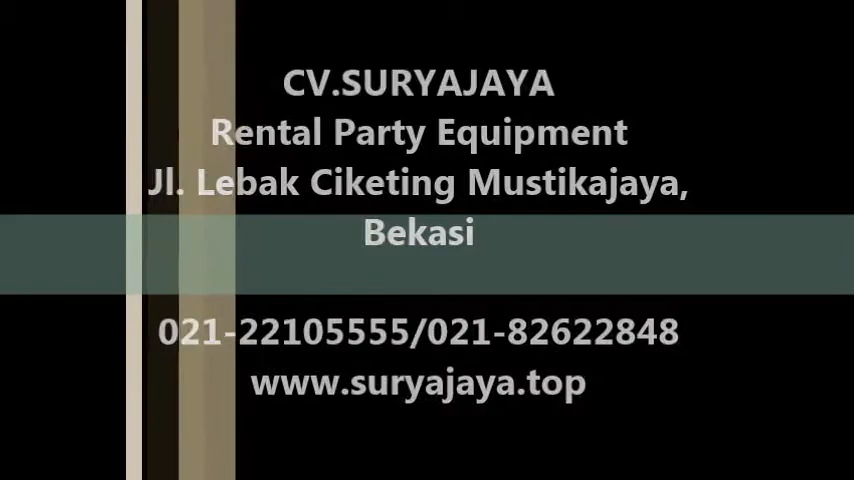 CV.SURYAJAYA
Rental Party Equipment
Jl. Lebak Ciketing Mustikajaya,
Bekasi
021-22105555/021-82622848
www.suryajaya.top